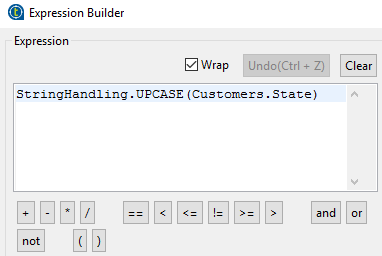 Expression Builder
Expression
Wrap Undo(Ctrl + Z) Clear
StringHandling.UPCASE(Customers.State)
+ - * / == < <= != >= > and or
not ( )